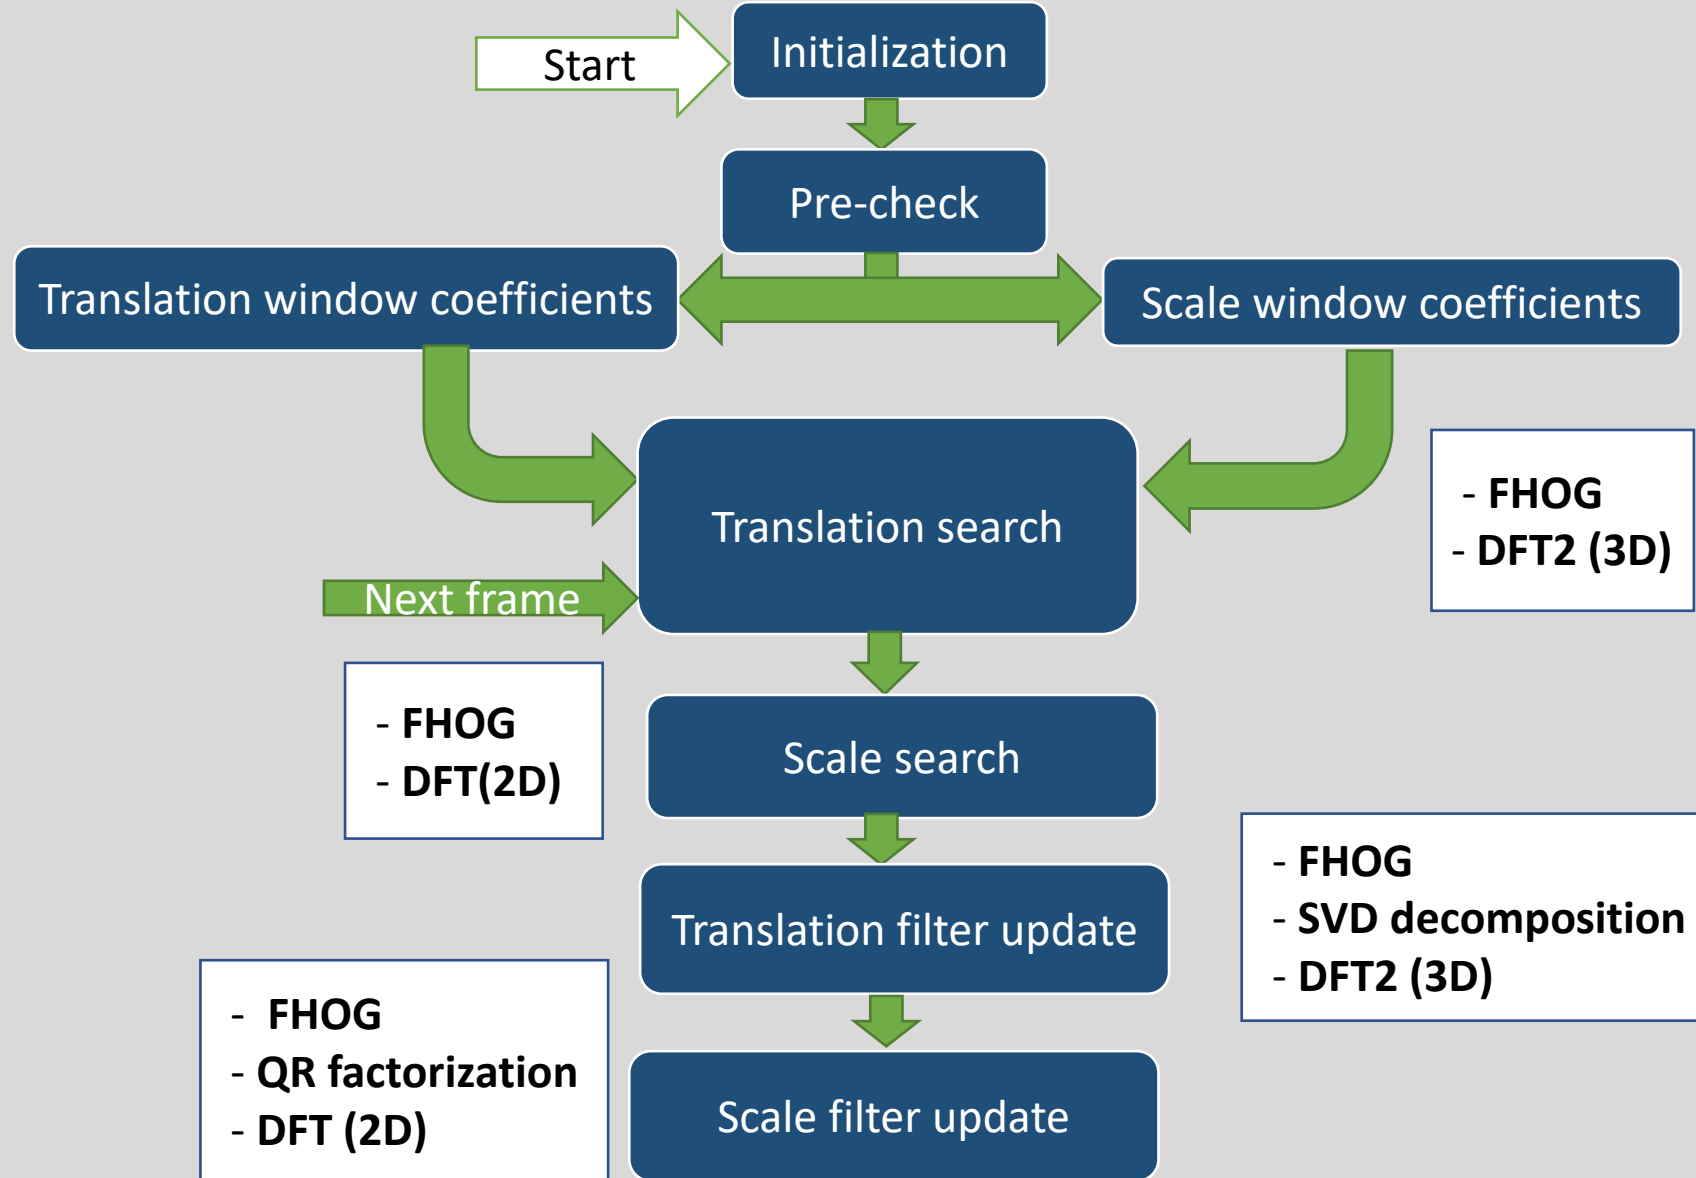 Start
Initialization
Pre-check
Translation window coefficients
Scale window coefficients
Translation search
- FHOG
- DFT2 (3D)
Next frame
- FHOG
- DFT(2D)
Scale search
Translation filter update
- FHOG
- SVD decomposition
- DFT2 (3D)
- FHOG
- QR factorization
- DFT (2D)
Scale filter update